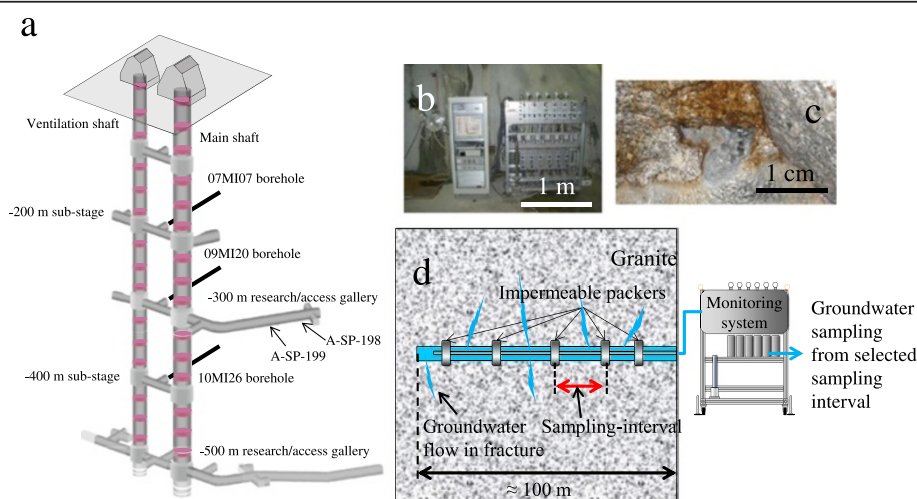 a
Ventilation shaft
Main shaft
07MI07 borehole
-200 m sub-stage
09MI20 borehole
-300 m research/access gallery
A-SP-199
A-SP-198
-400 m sub-stage
10MI26 borehole
-500 m research/access gallery
b
1 m
c
1 cm
d
Granite
Impermeable packers
Groundwater
flow in fracture
Sampling-interval
≈ 100 m
Monitoring
system
Groundwater
sampling
from selected
sampling
interval